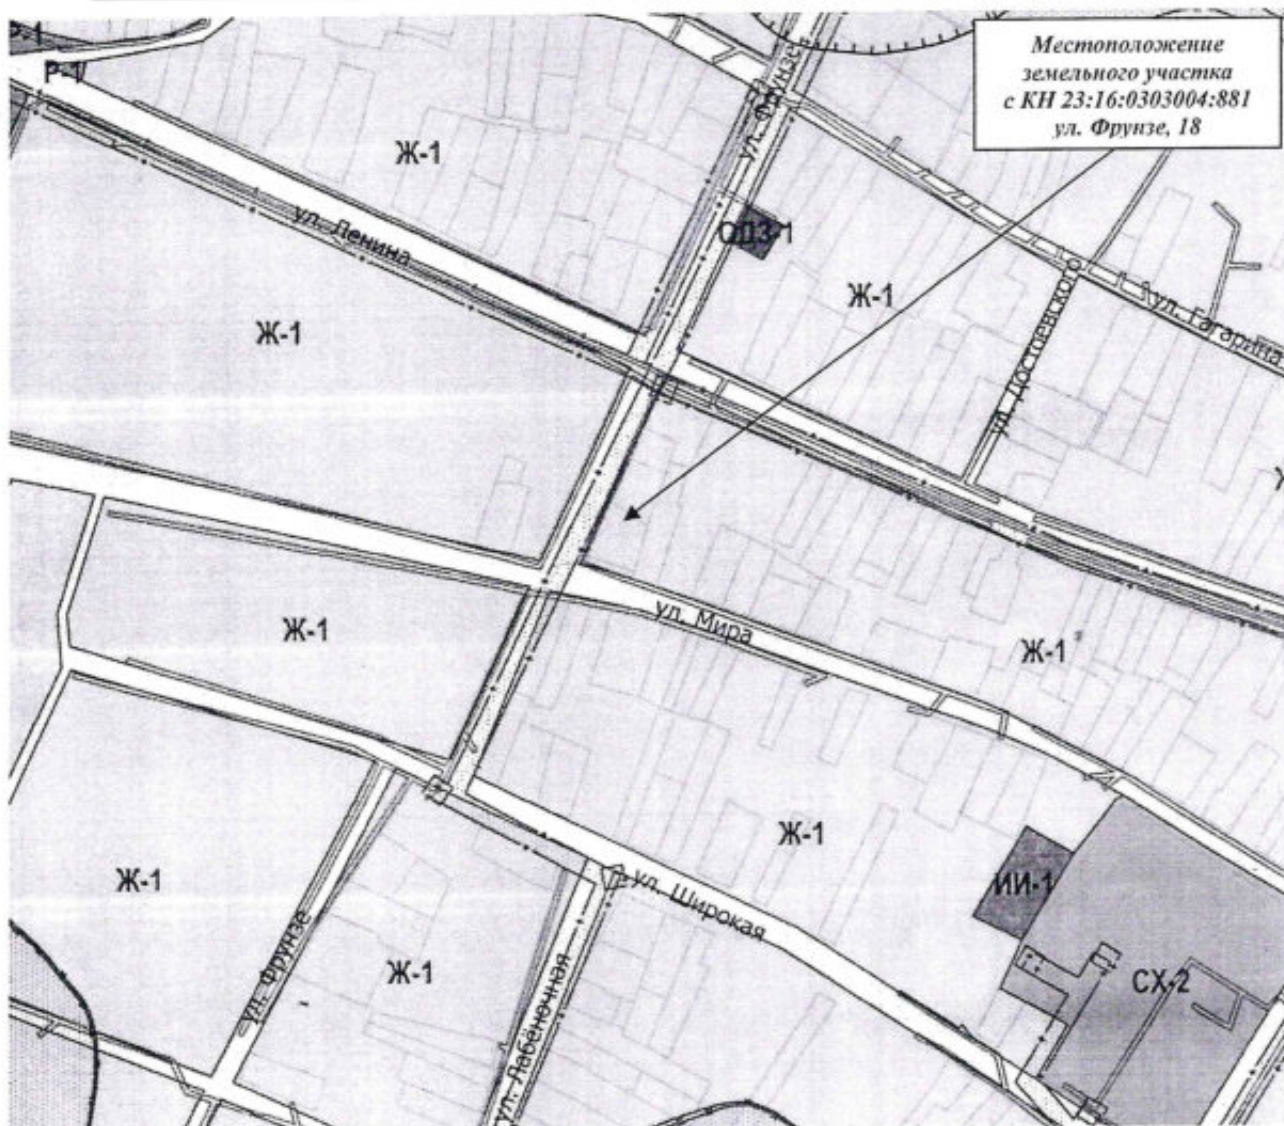 Местоположение
земельного участка
с КН 23:16:0303004:881
ул. Фрунзе, 18
Р-1
Р-1
ул. Фрунзе
Ж-1
ОДЗ-1
ул. Ленина
Ж-1
ул. Гагарина
Ж-1
ул. Достоевского
Ж-1
ул. Мира
Ж-1
Ж-1
Ж-1
ИИ-1
Ж-1
ул. Широкая
ул. Фрунзе
Ж-1
СХ-2
ул. Лабёночная